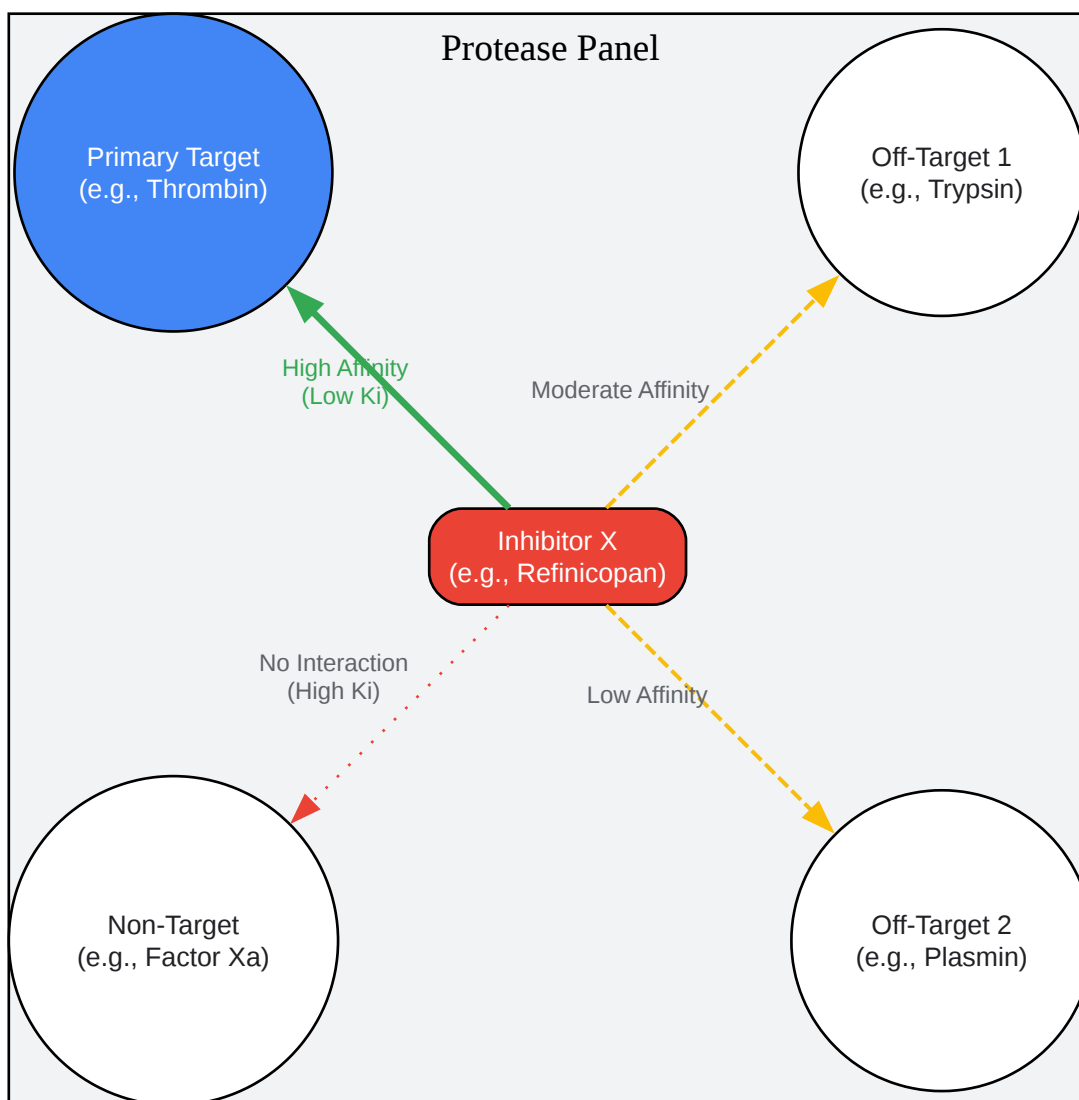 Protease Panel
Primary Target
(e.g., Thrombin)
Off-Target 1
(e.g., Trypsin)
High Affinity
(Low Ki)
Moderate Affinity
Inhibitor X
(e.g., Refinicopan)
No Interaction
(High Ki)
Low Affinity
Non-Target
(e.g., Factor Xa)
Off-Target 2
(e.g., Plasmin)